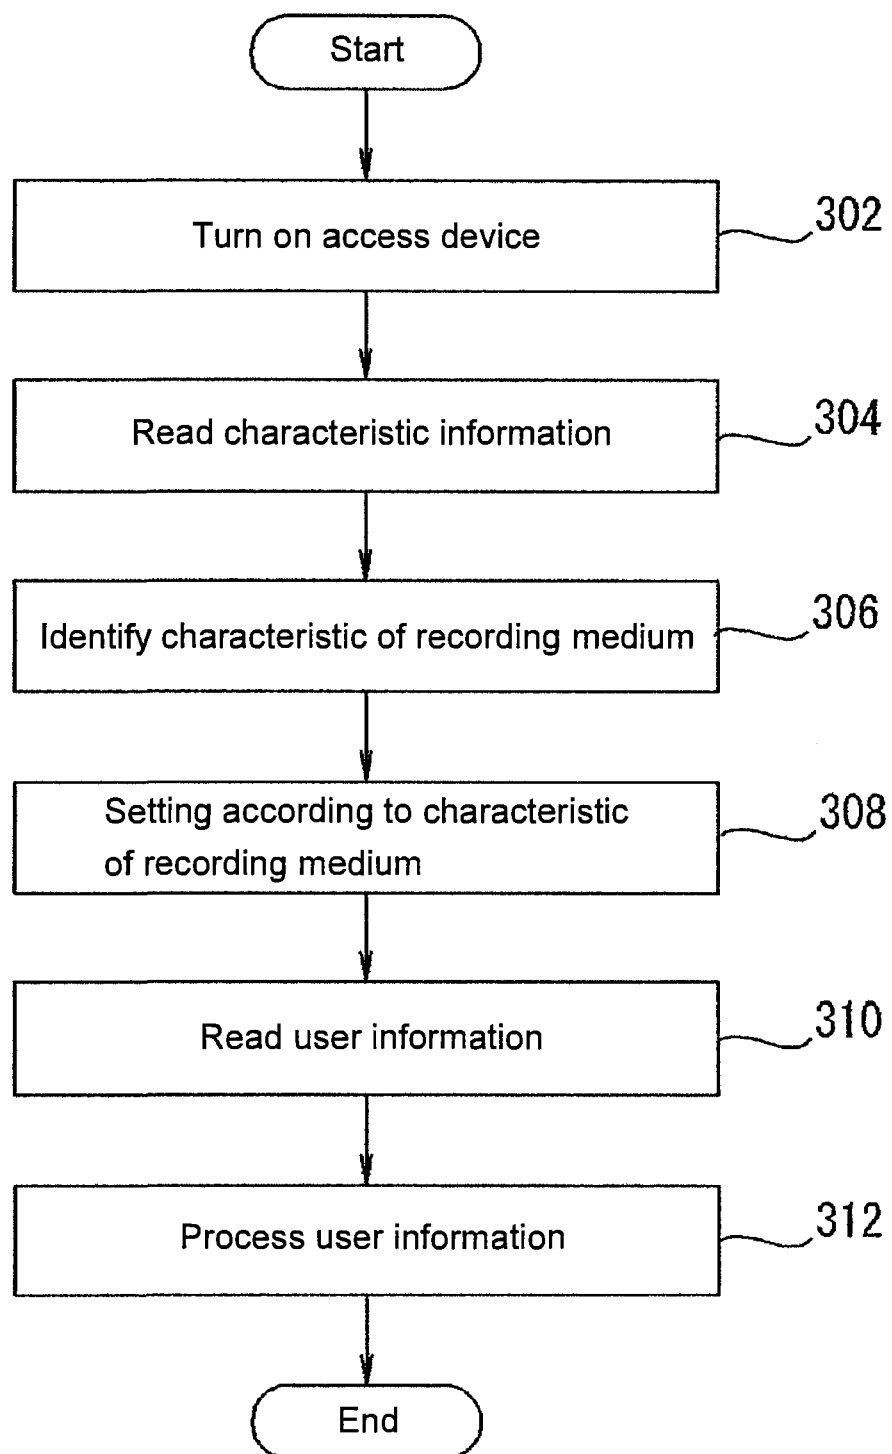 Start
Turn on access device
302
Read characteristic information
304
Identify characteristic of recording medium
306
Setting according to characteristic
of recording medium
308
Read user information
310
Process user information
312
End